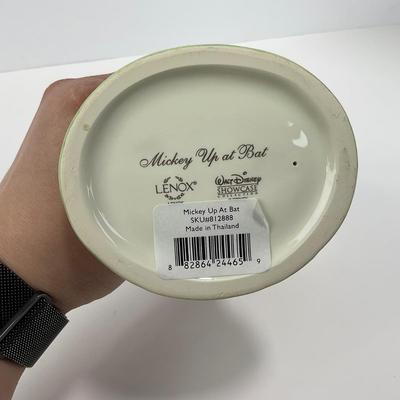 Mickey Up at Bat
LENOX®
WALT DISNEY
SHOWCASE
Mickey Up At Bat
SKU#812888
Made in Thailand
8 82864 24465 9